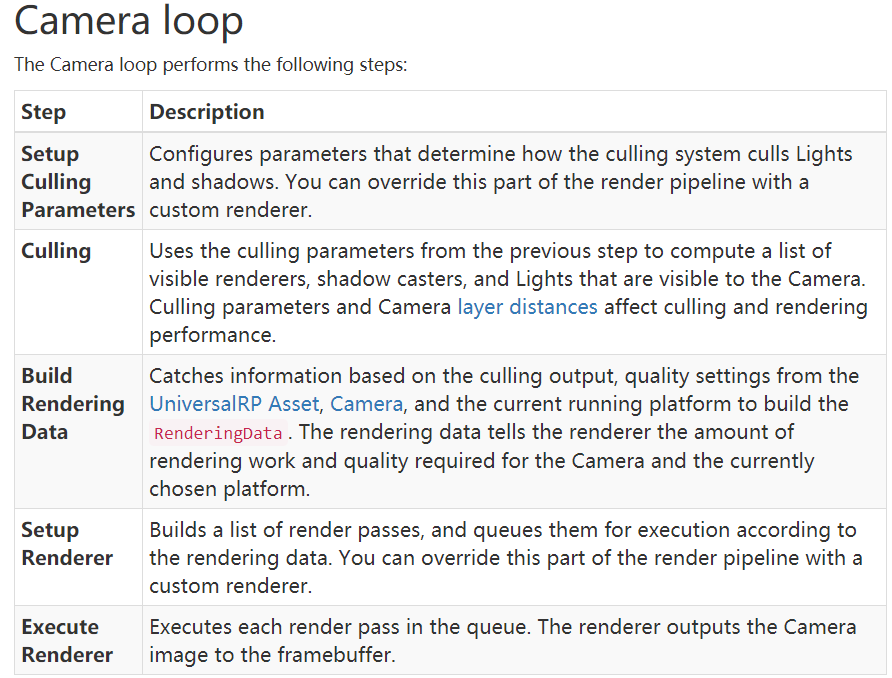 Camera loop
The Camera loop performs the following steps:
Step Description
Setup
Culling
Parameters
Configures parameters that determine how the culling system culls Lights
and shadows. You can override this part of the render pipeline with a
custom renderer.
Culling
Uses the culling parameters from the previous step to compute a list of
visible renderers, shadow casters, and Lights that are visible to the Camera.
Culling parameters and Camera layer distances affect culling and rendering
performance.
Build
Rendering
Data
Catches information based on the culling output, quality settings from the
UniversalRP Asset, Camera, and the current running platform to build the
RenderingData. The rendering data tells the renderer the amount of
rendering work and quality required for the Camera and the currently
chosen platform.
Setup
Renderer
Builds a list of render passes, and queues them for execution according to
the rendering data. You can override this part of the render pipeline with a
custom renderer.
Execute
Renderer
Executes each render pass in the queue. The renderer outputs the Camera
image to the framebuffer.